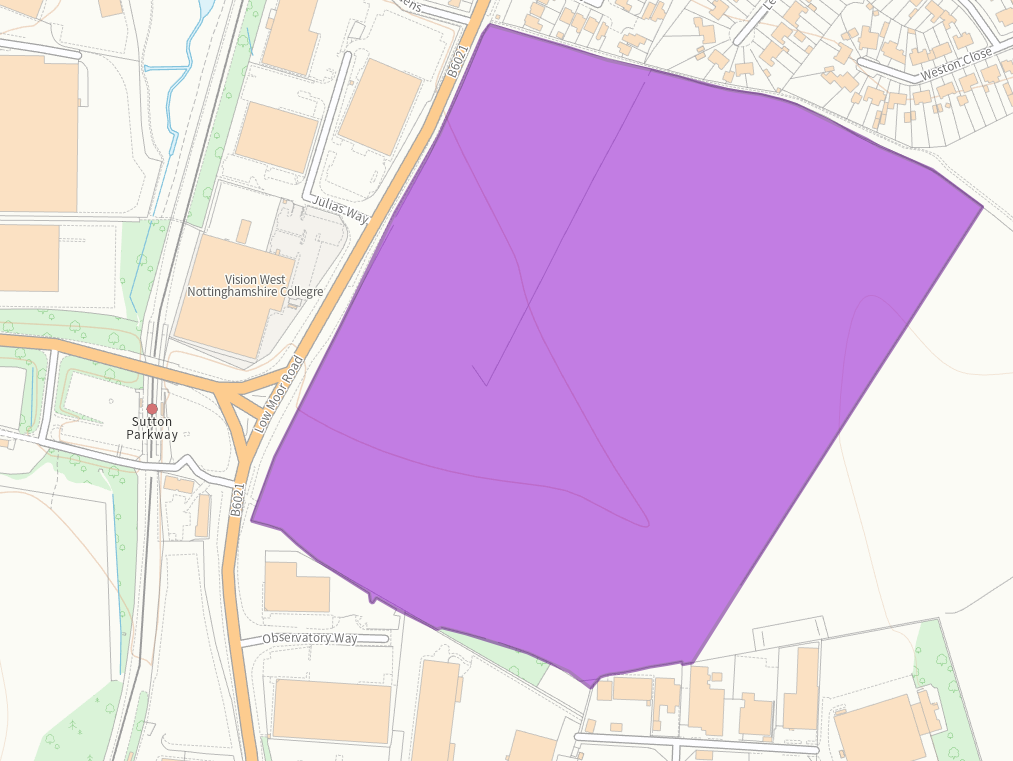 B6021
Weston Close
Julias Way
Vision West
Nottinghamshire Collegre
Low Moor Road
Sutton
Parkway
B6021
Observatory Way